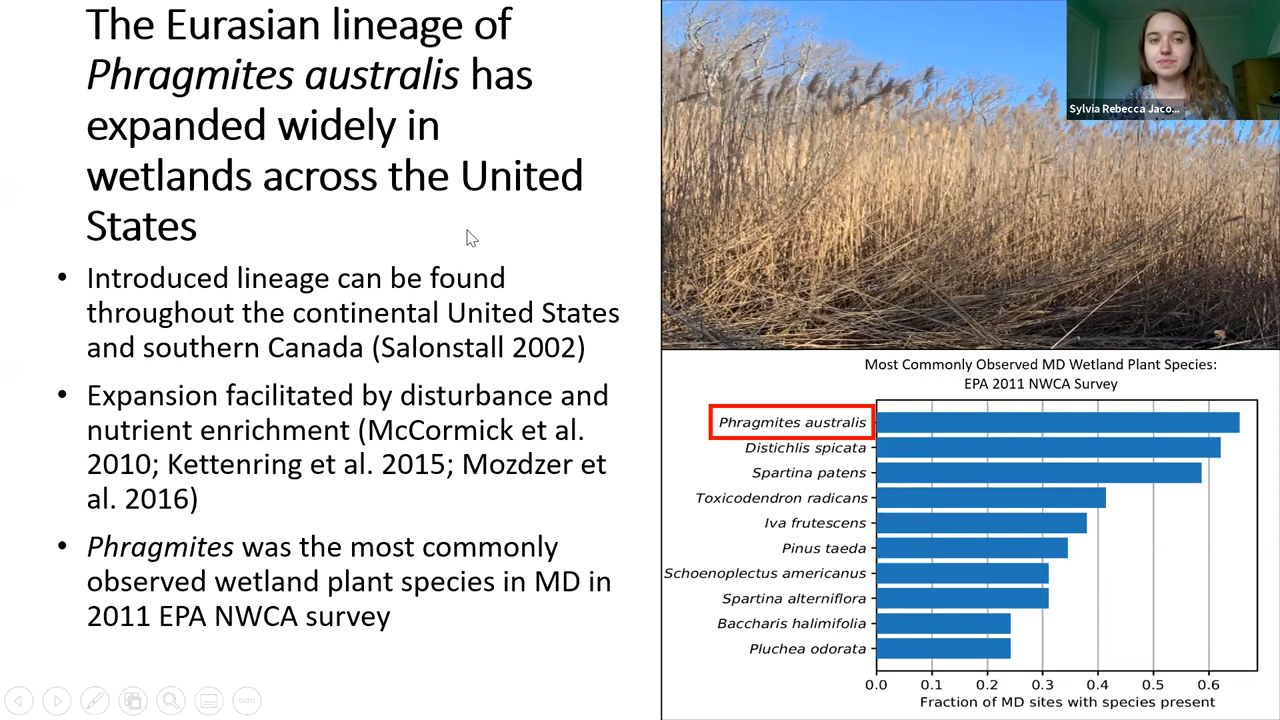 The Eurasian lineage of
Phragmites australis has
expanded widely in
wetlands across the United
States
• Introduced lineage can be found
throughout the continental United States
and southern Canada (Salonstall 2002)
• Expansion facilitated by disturbance and
nutrient enrichment (McCormick et al.
2010; Kettenring et al. 2015; Mozdzer et
al. 2016)
• Phragmites was the most commonly
observed wetland plant species in MD in
2011 EPA NWCA survey
Sylvia Rebecca Jaco...
Most Commonly Observed MD Wetland Plant Species:
EPA 2011 NWCA Survey
Phragmites australis
Distichlis spicata
Spartina patens
Toxicodendron radicans
Iva frutescens
Pinus taeda
Schoenoplectus americanus
Spartina alterniflora
Baccharis halimifolia
Pluchea odorata
0.0 0.1 0.2 0.3 0.4 0.5 0.6
Fraction of MD sites with species present